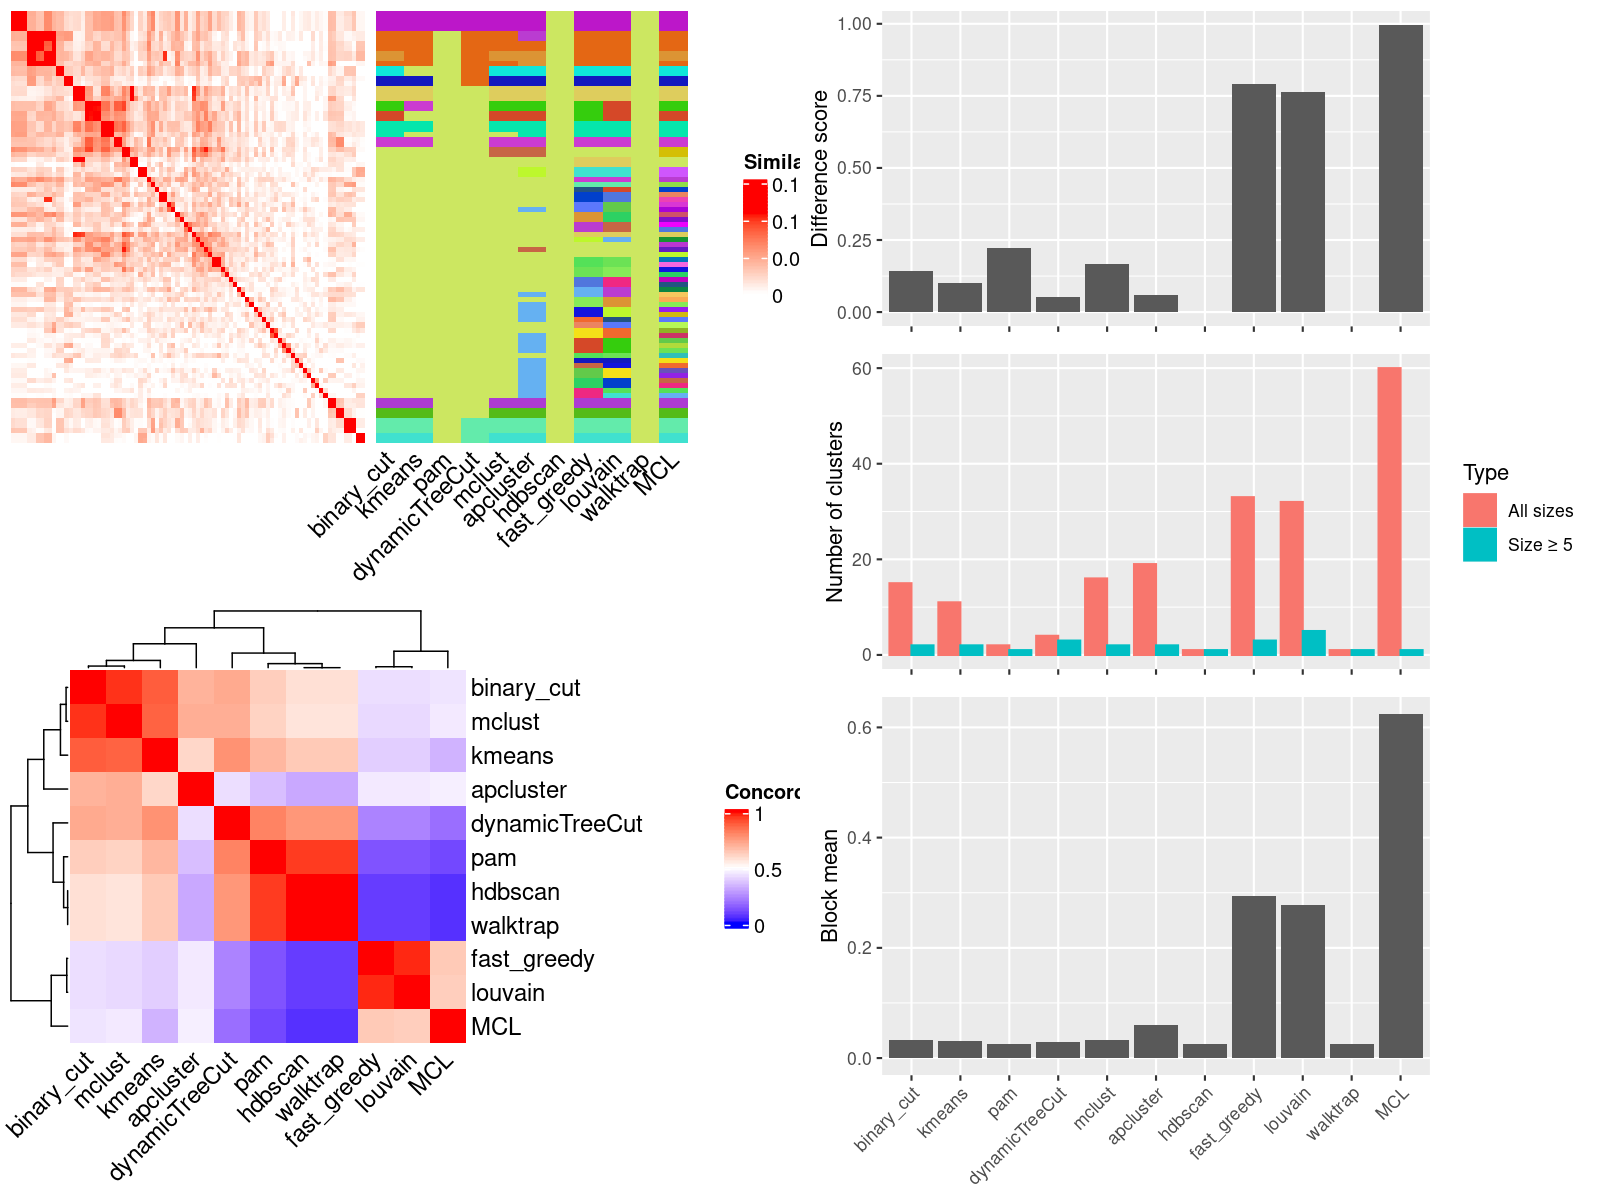 Simila
0.1
0.1
0.0
0
binary_cut
kmeans
pam
dynamicTreeCut
mclust
apcluster
hdbscan
fast_greedy
louvain
walktrap
MCL
binary_cut
mclust
kmeans
apcluster
dynamicTreeCut
pam
hdbscan
walktrap
fast_greedy
louvain
MCL
binary_cut
mclust
kmeans
apcluster
dynamicTreeCut
pam
hdbscan
walktrap
fast_greedy
louvain
MCL
Concord
1
0.5
0
Difference score
1.00
0.75
0.50
0.25
0.00
Number of clusters
60
40
20
0
Type
All sizes
Size ≥ 5
Block mean
0.6
0.4
0.2
0.0
binary_cut
kmeans
pam
dynamicTreeCut
mclust
apcluster
hdbscan
fast_greedy
louvain
walktrap
MCL